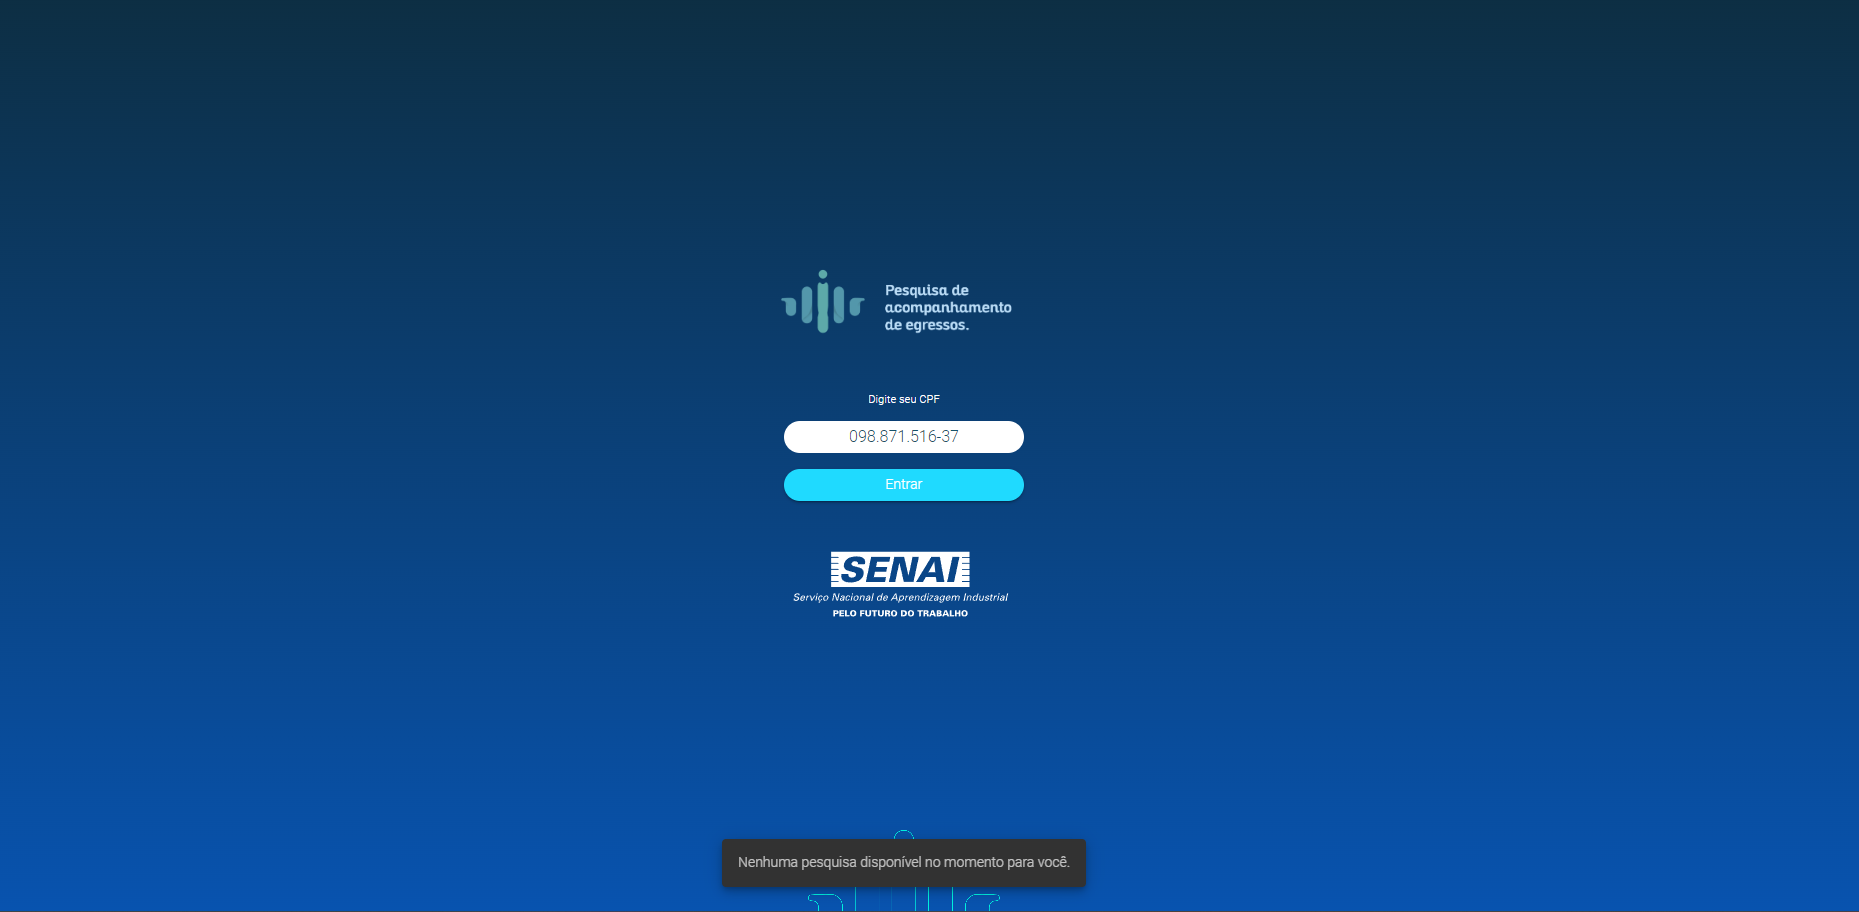 Pesquisa de
acompanhamento
de egressos.
Digite seu CPF
098.871.516-37
Entrar
SENAI
Serviço Nacional de Aprendizagem Industrial
PELO FUTURO DO TRABALHO
Nenhuma pesquisa disponível no momento para você.